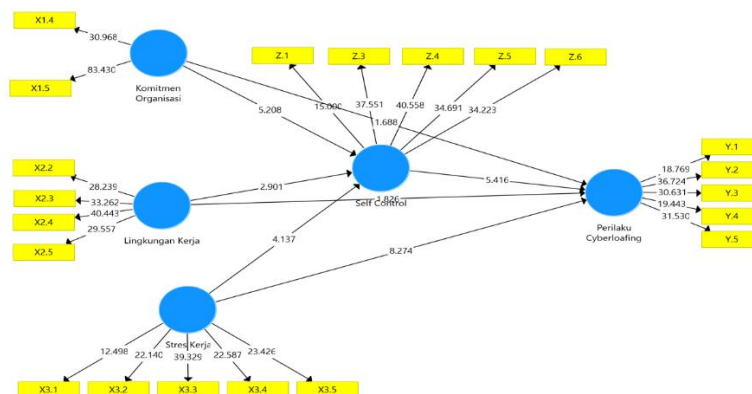 X1.4
30.968
X1.5
83.430
Komitmen
Organisasi
Z.1
Z.3
Z.4
Z.5
Z.6
15.000
37.551
40.558
34.691
34.223
5.208
1.688
X2.2
28.239
X2.3
33.262
X2.4
40.443
X2.5
29.557
Lingkungan Kerja
2.901
1.826
Self Control
5.416
4.137
8.274
Y.1
18.769
Y.2
36.724
Y.3
30.631
Y.4
19.443
Y.5
31.530
Perilaku
Cyberloafing
Stres Kerja
12.498
22.140
39.329
22.587
23.426
X3.1
X3.2
X3.3
X3.4
X3.5